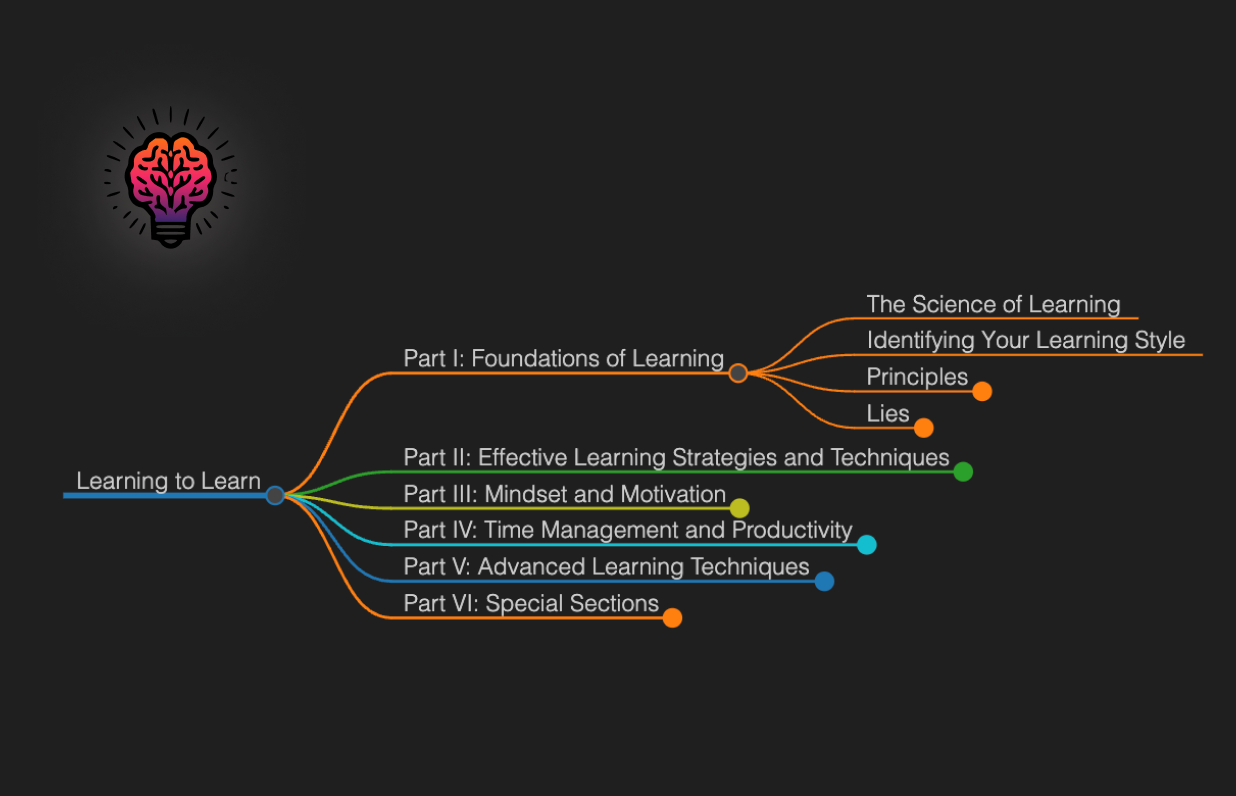 Learning to Learn
Part I: Foundations of Learning
The Science of Learning
Identifying Your Learning Style
Principles
Lies
Part II: Effective Learning Strategies and Techniques
Part III: Mindset and Motivation
Part IV: Time Management and Productivity
Part V: Advanced Learning Techniques
Part VI: Special Sections